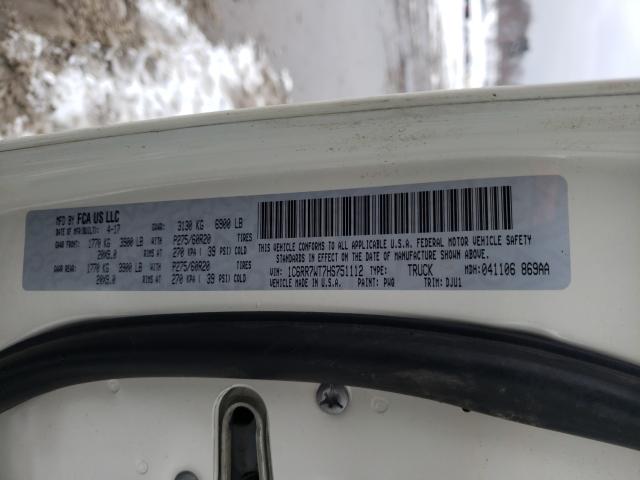 MFD BY FCA US LLC
DATE OF MFR/BUILT: 4-17 GVWR: 3130 KG 6900 LB
GAWR FRONT: 1770 KG 3900 LB WITH P275/60R20 TIRES
20X9.0 RIMS AT 270 KPA ( 39 PSI) COLD
GAWR REAR: 1770 KG 3900 LB WITH P275/60R20 TIRES
20X9.0 RIMS AT 270 KPA ( 39 PSI) COLD
THIS VEHICLE CONFORMS TO ALL APPLICABLE U.S.A. FEDERAL MOTOR VEHICLE SAFETY
STANDARDS IN EFFECT ON THE DATE OF MANUFACTURE SHOWN ABOVE.
VIN: 1C6RR7WT7HS751112 TYPE: TRUCK MDH: 041106 869AA
VEHICLE MADE IN U.S.A. PAINT: PW0 TRIM: DJU1